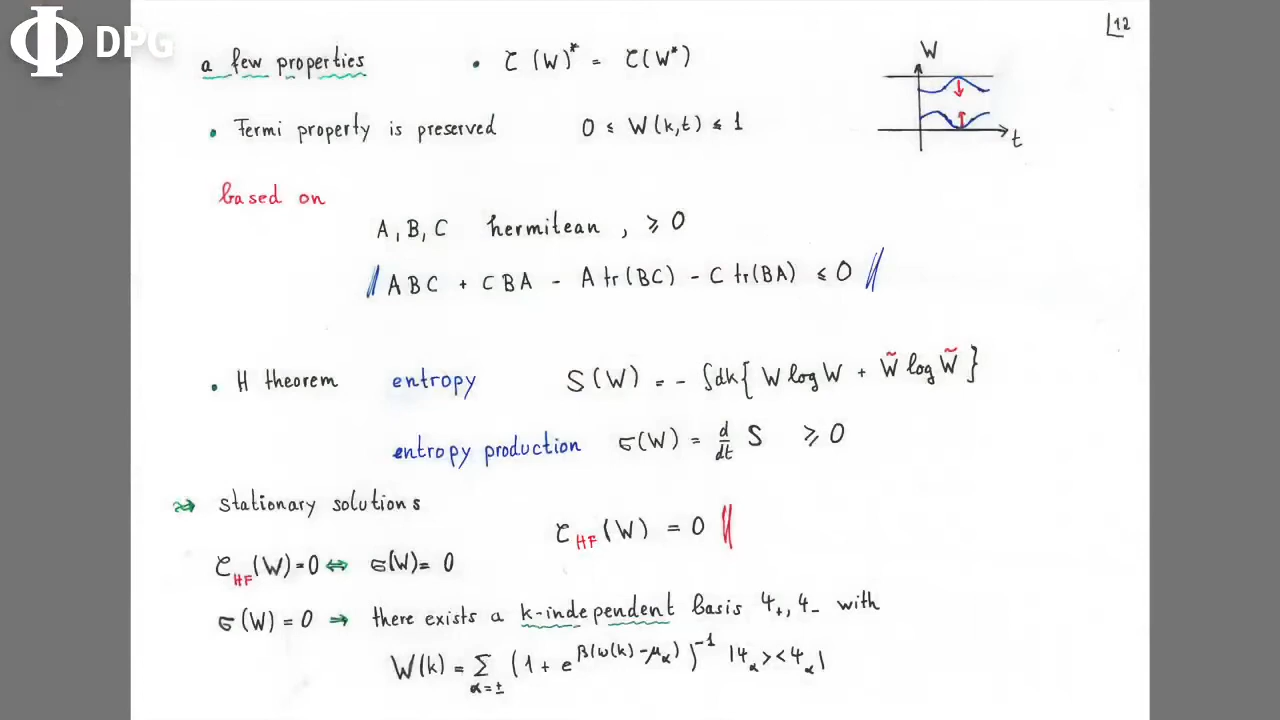 DPG
12
a few properties • C(W)* = C(W*)
W
t
• Fermi property is preserved 0 ≤ W(k,t) ≤ 1
based on
A, B, C hermitean, ≥ 0
// ABC + CBA - A tr(BC) - C tr(BA) ≤ 0 //
• H theorem entropy S(W) = - ∫dk{ W log W + W̃ log W̃ }
entropy production σ(W) = d/dt S ≥ 0
⇝ stationary solutions
C_HF(W) = 0 //
C_HF(W) = 0 ⇔ σ(W) = 0
σ(W) = 0 ⇒ there exists a k-independent basis ψ₊, ψ₋ with
W(k) = Σ_{α=±} (1 + e^{β(ω(k) - μ_α)})^{-1} |ψ_α><ψ_α|